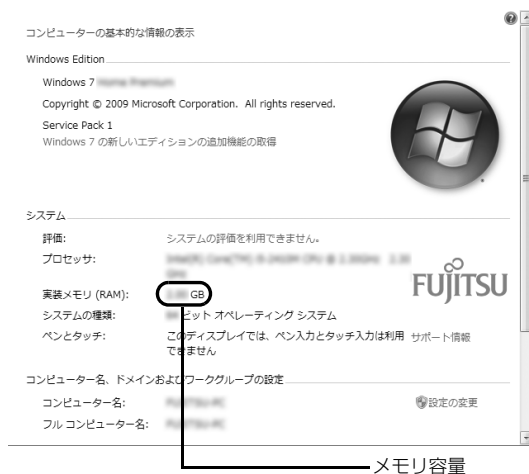 コンピューターの基本的な情報の表示
Windows Edition
Windows 7
Copyright © 2009 Microsoft Corporation. All rights reserved.
Service Pack 1
Windows 7 の新しいエディションの追加機能の取得
システム
評価: システムの評価を利用できません。
プロセッサ:
実装メモリ (RAM): GB
システムの種類: ビット オペレーティング システム
ペンとタッチ: このディスプレイでは、ペン入力とタッチ入力は利用できません
FUJITSU
サポート情報
コンピューター名、ドメインおよびワークグループの設定
コンピューター名:
設定の変更
フル コンピューター名:
メモリ容量